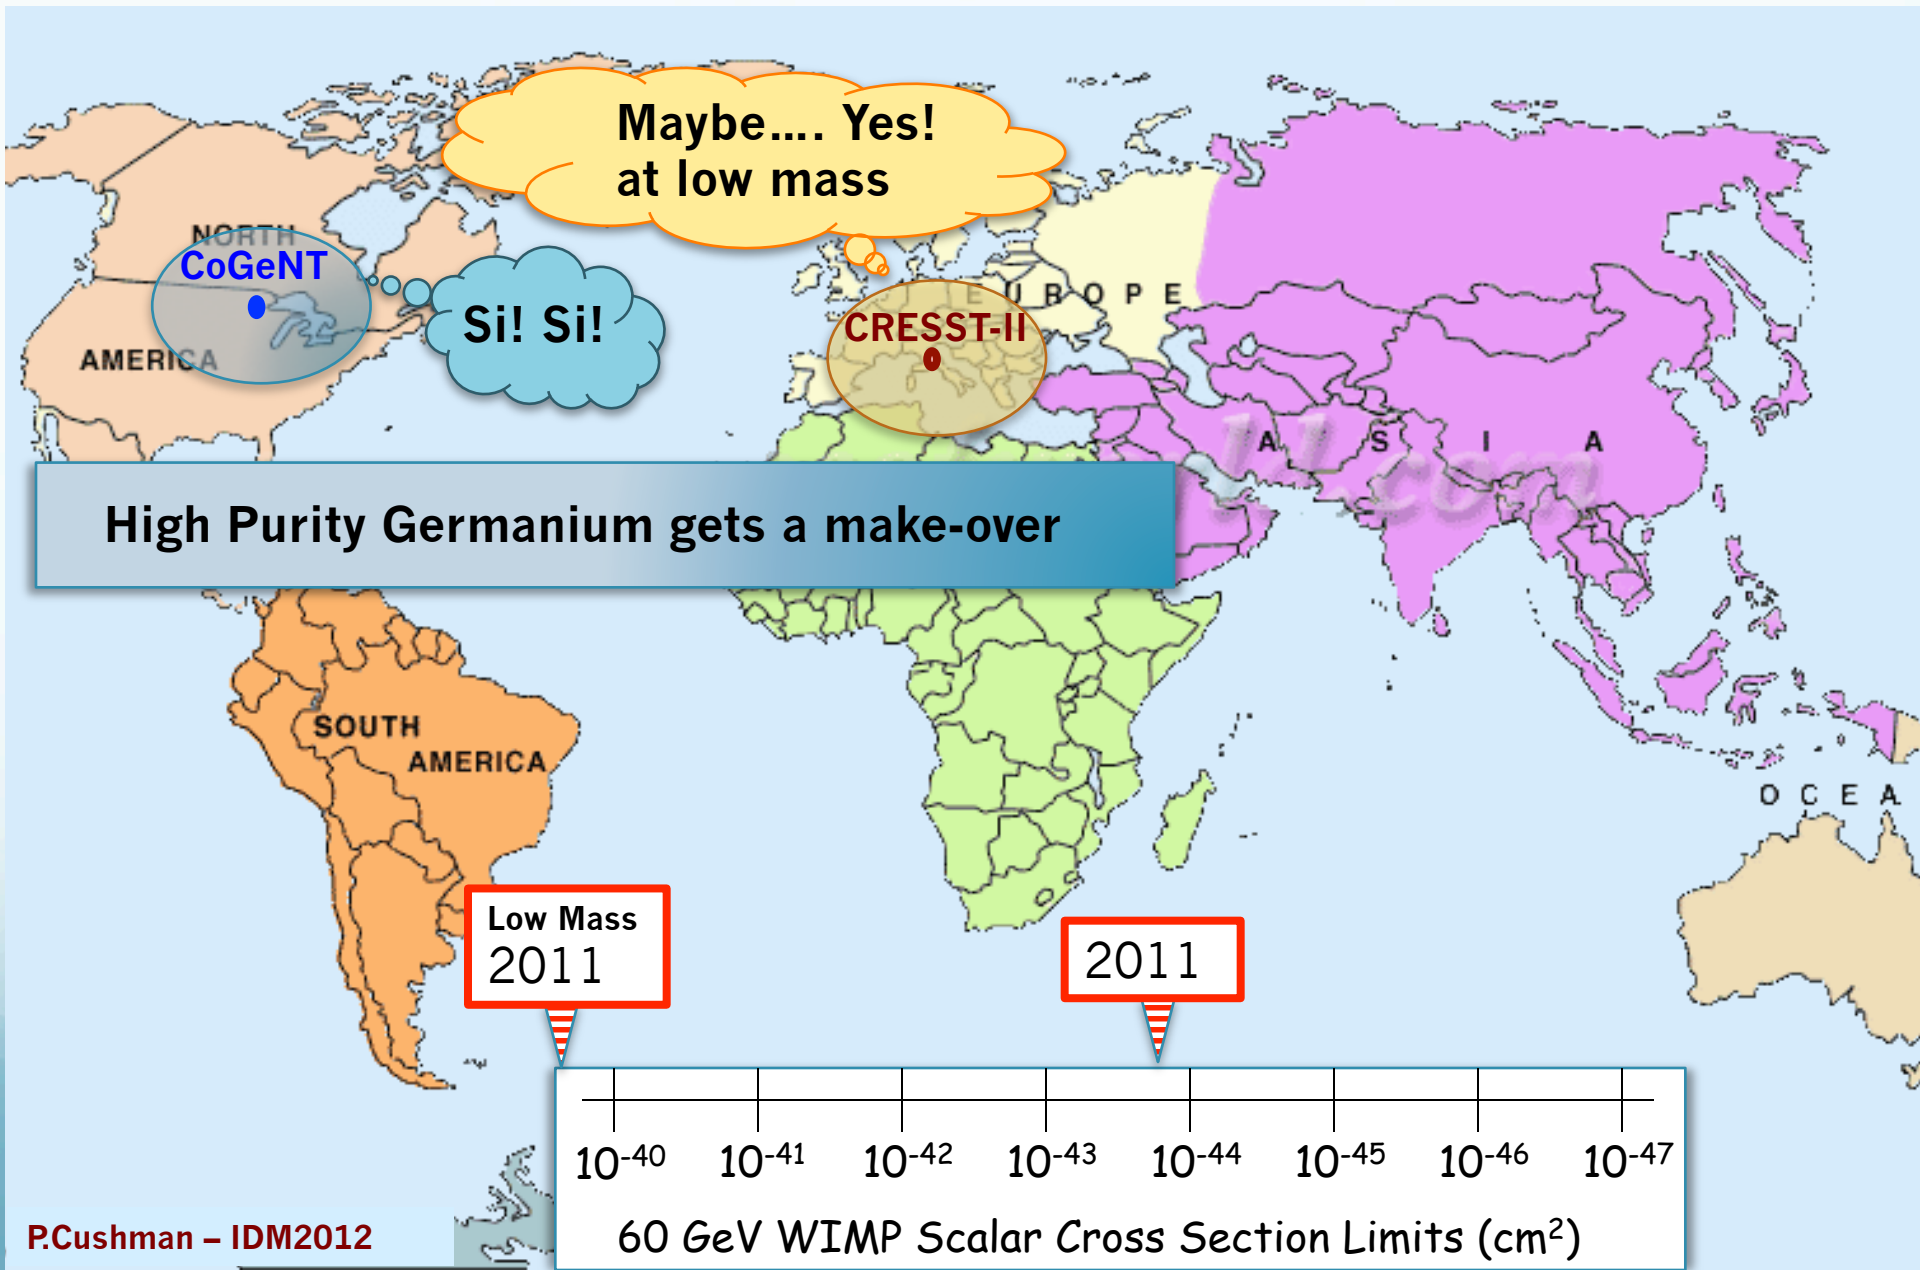 Maybe.... Yes!
at low mass
NORTH
CoGeNT
AMERICA
Si! Si!
EUROPE
CRESST-II
ASIA
High Purity Germanium gets a make-over
SOUTH
AMERICA
OCEA
Low Mass
2011
2011
10⁻⁴⁰ 10⁻⁴¹ 10⁻⁴² 10⁻⁴³ 10⁻⁴⁴ 10⁻⁴⁵ 10⁻⁴⁶ 10⁻⁴⁷
60 GeV WIMP Scalar Cross Section Limits (cm²)
P.Cushman – IDM2012